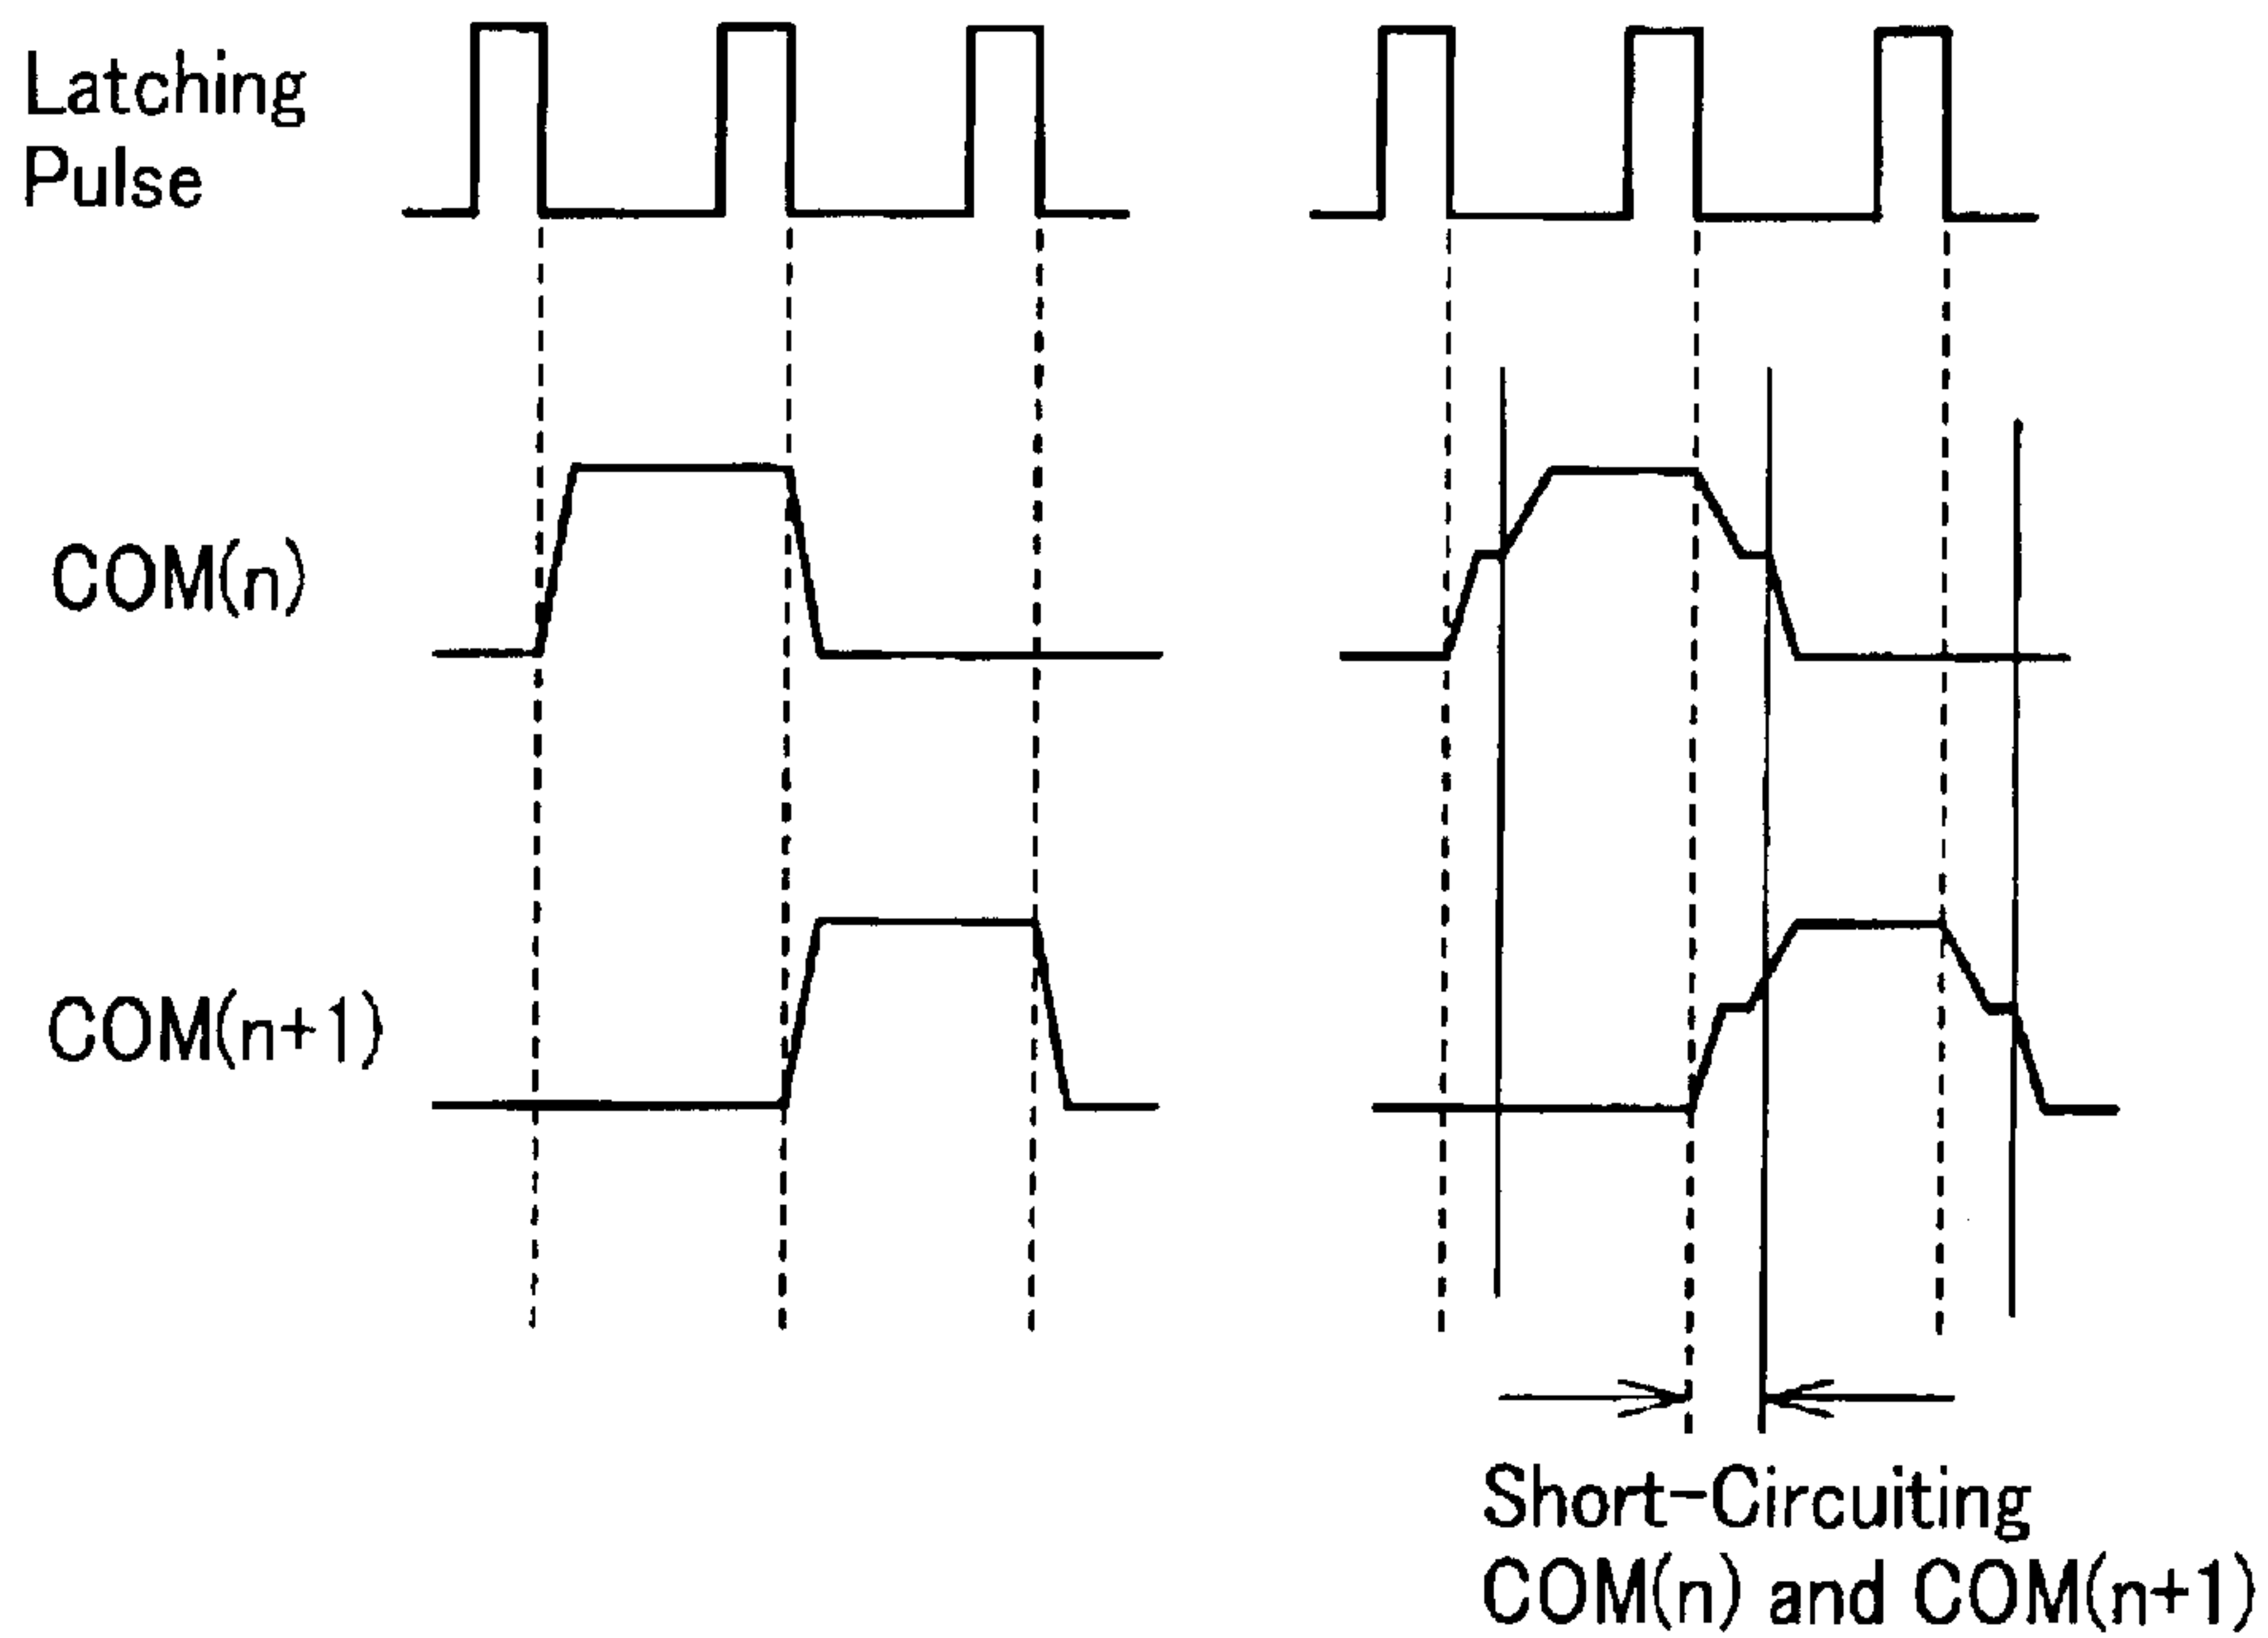 Latching
Pulse
COM(n)
COM(n+1)
Short-Circuiting
COM(n) and COM(n+1)